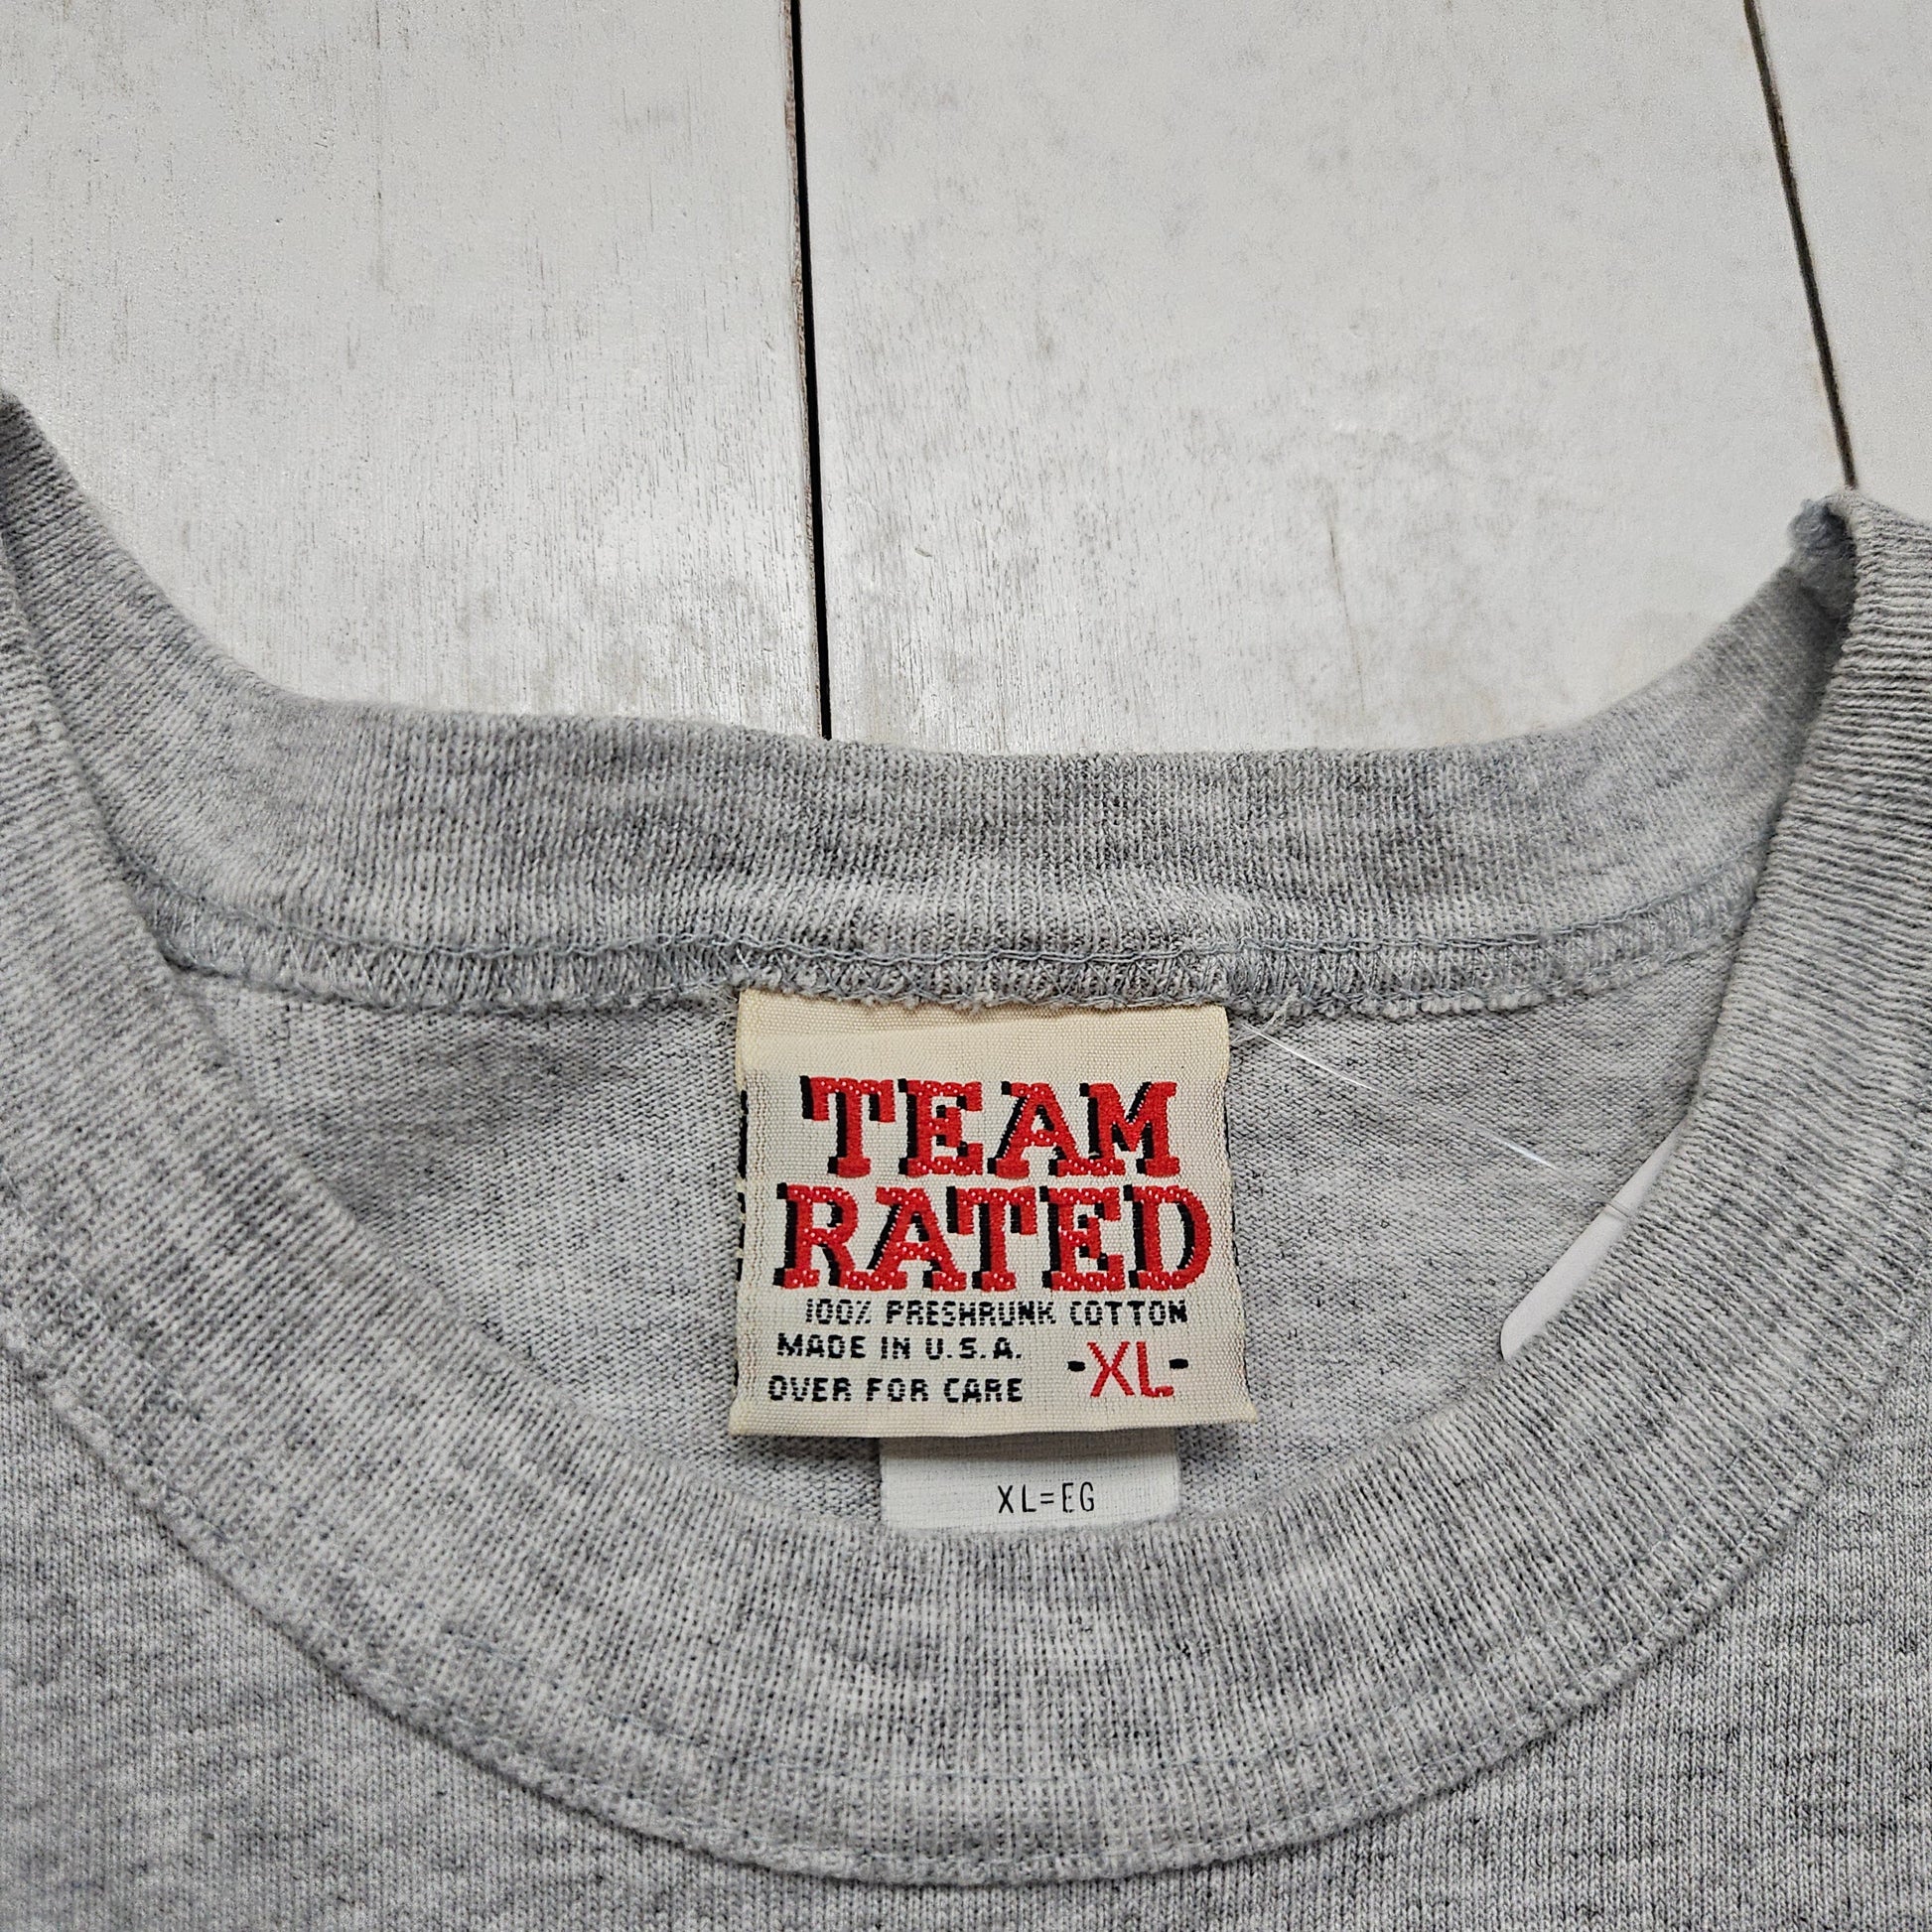 TEAM
RATED
100% PRESHRUNK COTTON
MADE IN U.S.A.
-XL-
OVER FOR CARE
XL=EG